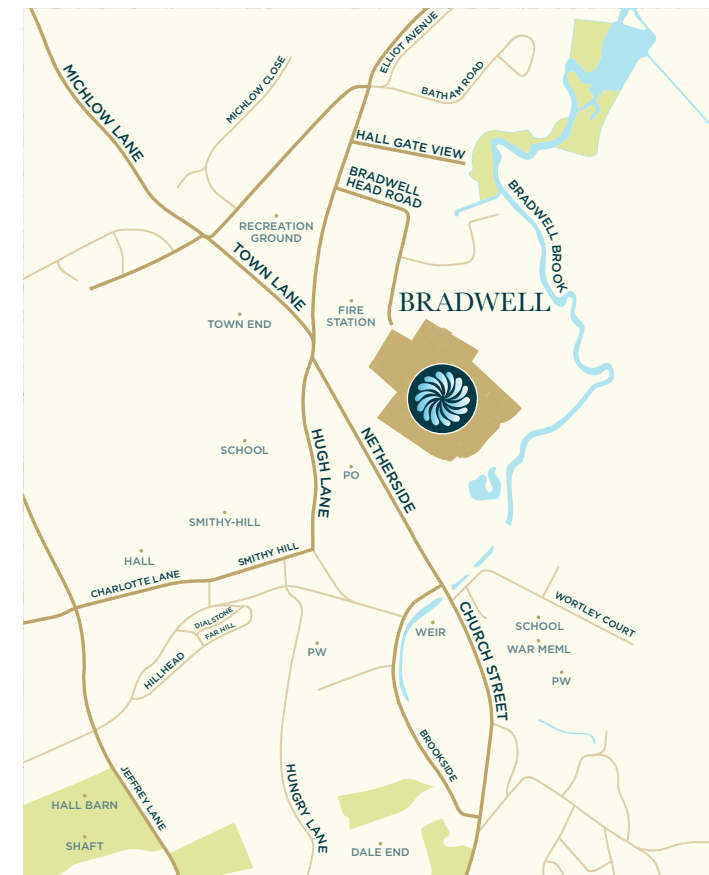 ELLIOT AVENUE
MICHLOW LANE
MICHLOW CLOSE
BATHAM ROAD
HALL GATE VIEW
BRADWELL
HEAD ROAD
BRADWELL BROOK
RECREATION
GROUND
TOWN LANE
BRADWELL
FIRE
STATION
TOWN END
HUGH LANE
NETHERSIDE
SCHOOL
PO
SMITHY-HILL
HALL
SMITHY HILL
CHARLOTTE LANE
DIALSTONE
FAR HILL
HILLHEAD
PW
WEIR
CHURCH STREET
WORTLEY COURT
SCHOOL
WAR MEML
PW
BROOKSIDE
JEFFREY LANE
HUNGRY LANE
HALL BARN
SHAFT
DALE END